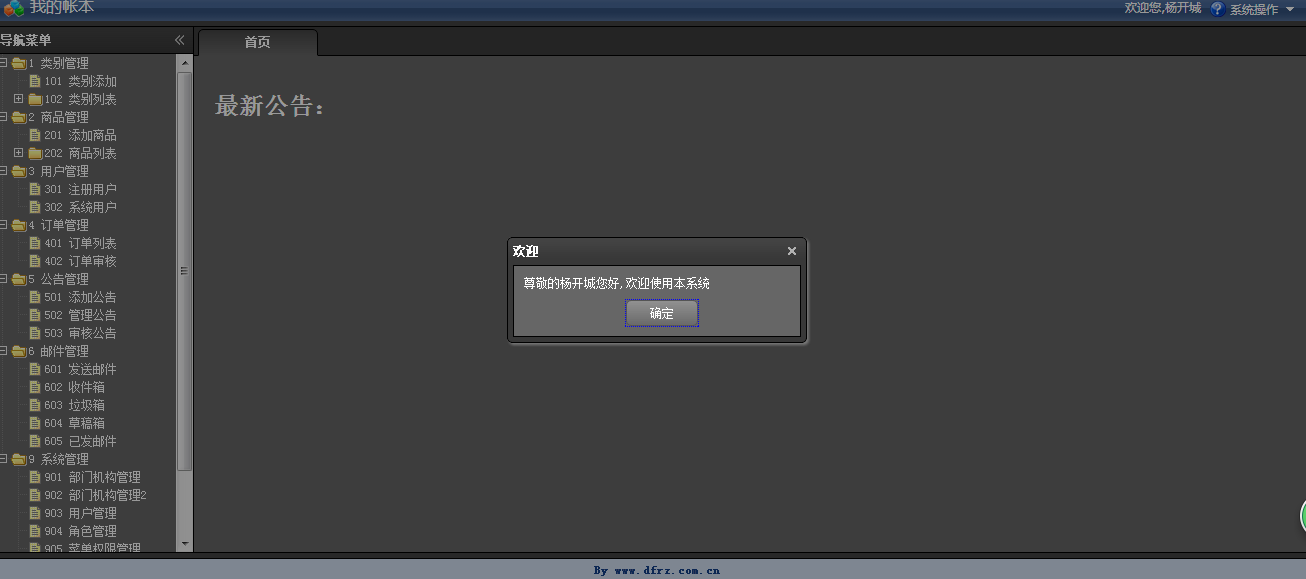 我的帐本
欢迎您,杨开城 系统操作
导航菜单
首页
1 类别管理
101 类别添加
102 类别列表
2 商品管理
201 添加商品
202 商品列表
3 用户管理
301 注册用户
302 系统用户
4 订单管理
401 订单列表
402 订单审核
5 公告管理
501 添加公告
502 管理公告
503 审核公告
6 邮件管理
601 发送邮件
602 收件箱
603 垃圾箱
604 草稿箱
605 已发邮件
9 系统管理
901 部门机构管理
902 部门机构管理2
903 用户管理
904 角色管理
905 菜单权限管理
最新公告:
欢迎
尊敬的杨开城您好,欢迎使用本系统
确定
By www.dfrz.com.cn